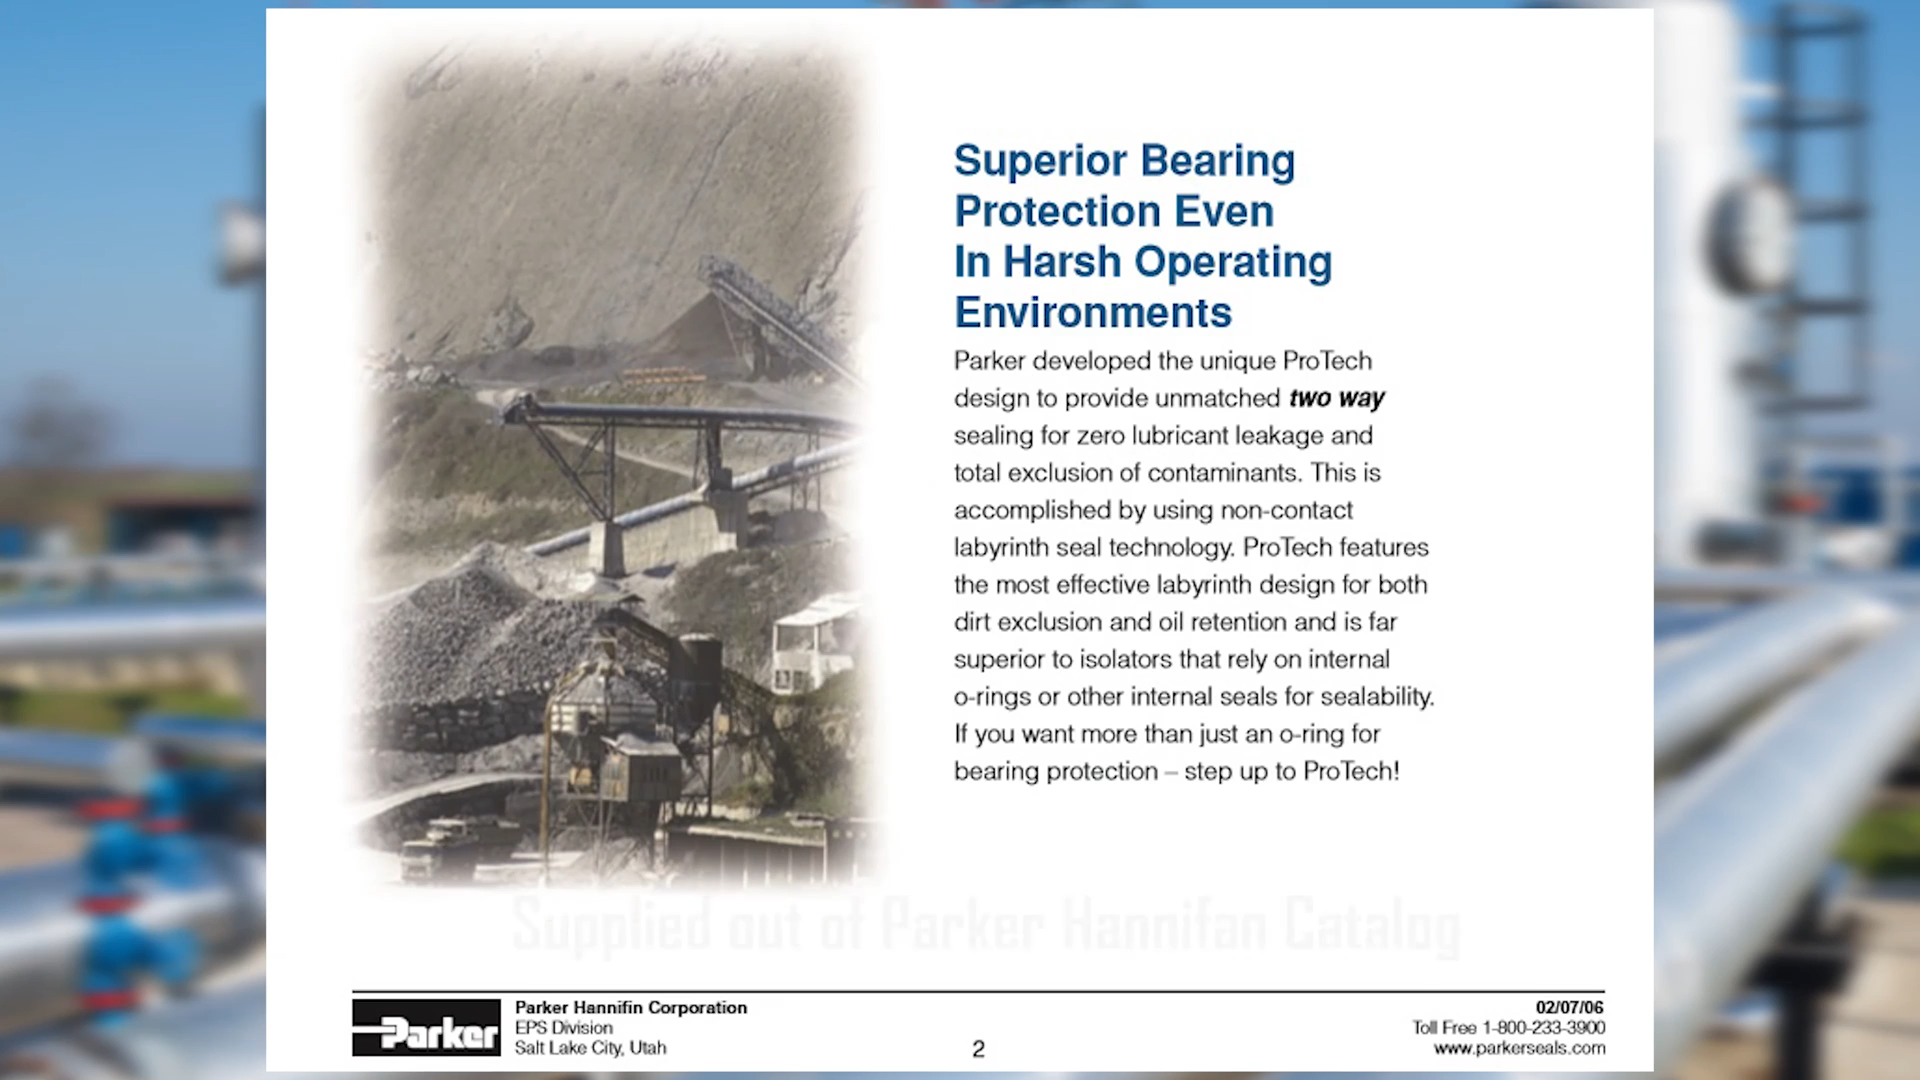 Superior Bearing
Protection Even
In Harsh Operating
Environments
Parker developed the unique ProTech
design to provide unmatched two way
sealing for zero lubricant leakage and
total exclusion of contaminants. This is
accomplished by using non-contact
labyrinth seal technology. ProTech features
the most effective labyrinth design for both
dirt exclusion and oil retention and is far
superior to isolators that rely on internal
o-rings or other internal seals for sealability.
If you want more than just an o-ring for
bearing protection – step up to ProTech!
Supplied out of Parker Hannifan Catalog
Parker
Parker Hannifin Corporation
EPS Division
Salt Lake City, Utah
2
02/07/06
Toll Free 1-800-233-3900
www.parkerseals.com